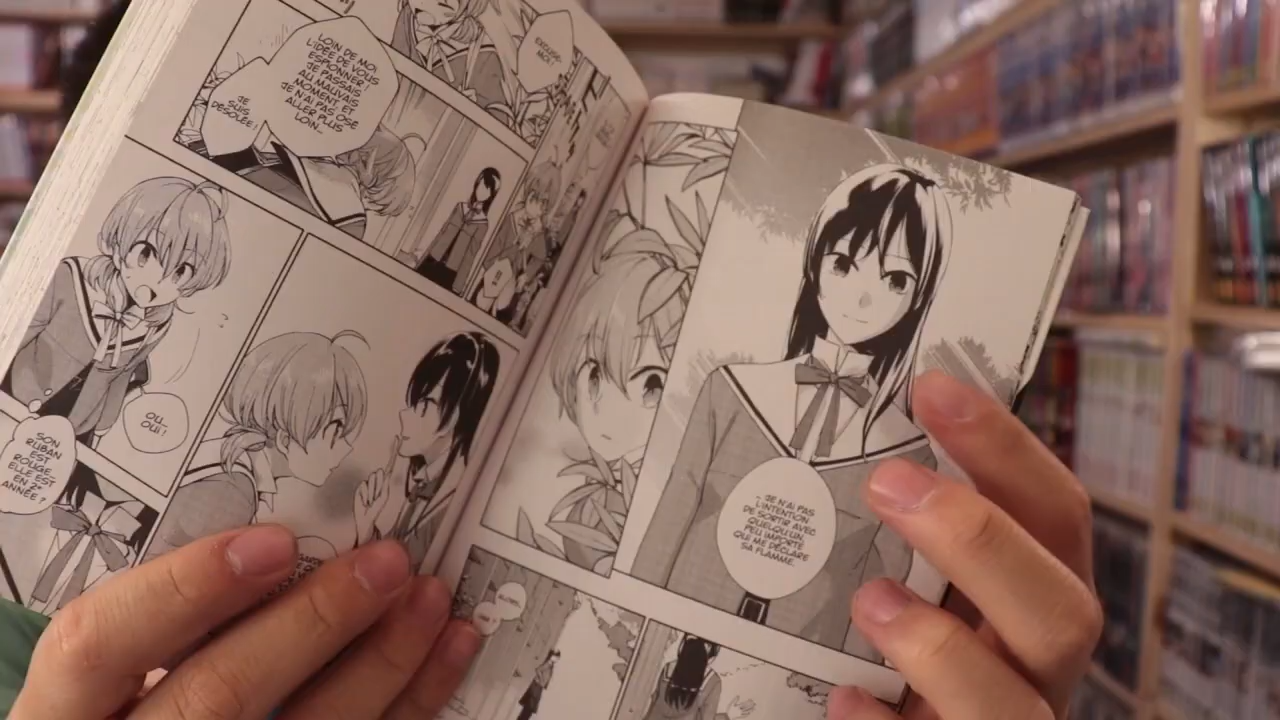 EXCUSE-
MOI !
LOIN DE MOI
L'IDÉE DE VOUS
ESPIONNER !
JE PASSAIS
AU MAUVAIS
MOMENT, ET
JE N'AI PAS OSÉ
ALLER PLUS
LOIN...
JE
SUIS
DÉSOLÉE !
OU...
OUI !
SON
RUBAN
EST
ROUGE...
ELLE EST
EN 2e
ANNÉE ?
... JE N'AI PAS
L'INTENTION
DE SORTIR AVEC
QUELQU'UN,
PEU IMPORTE
QUI ME DÉCLARE
SA FLAMME.